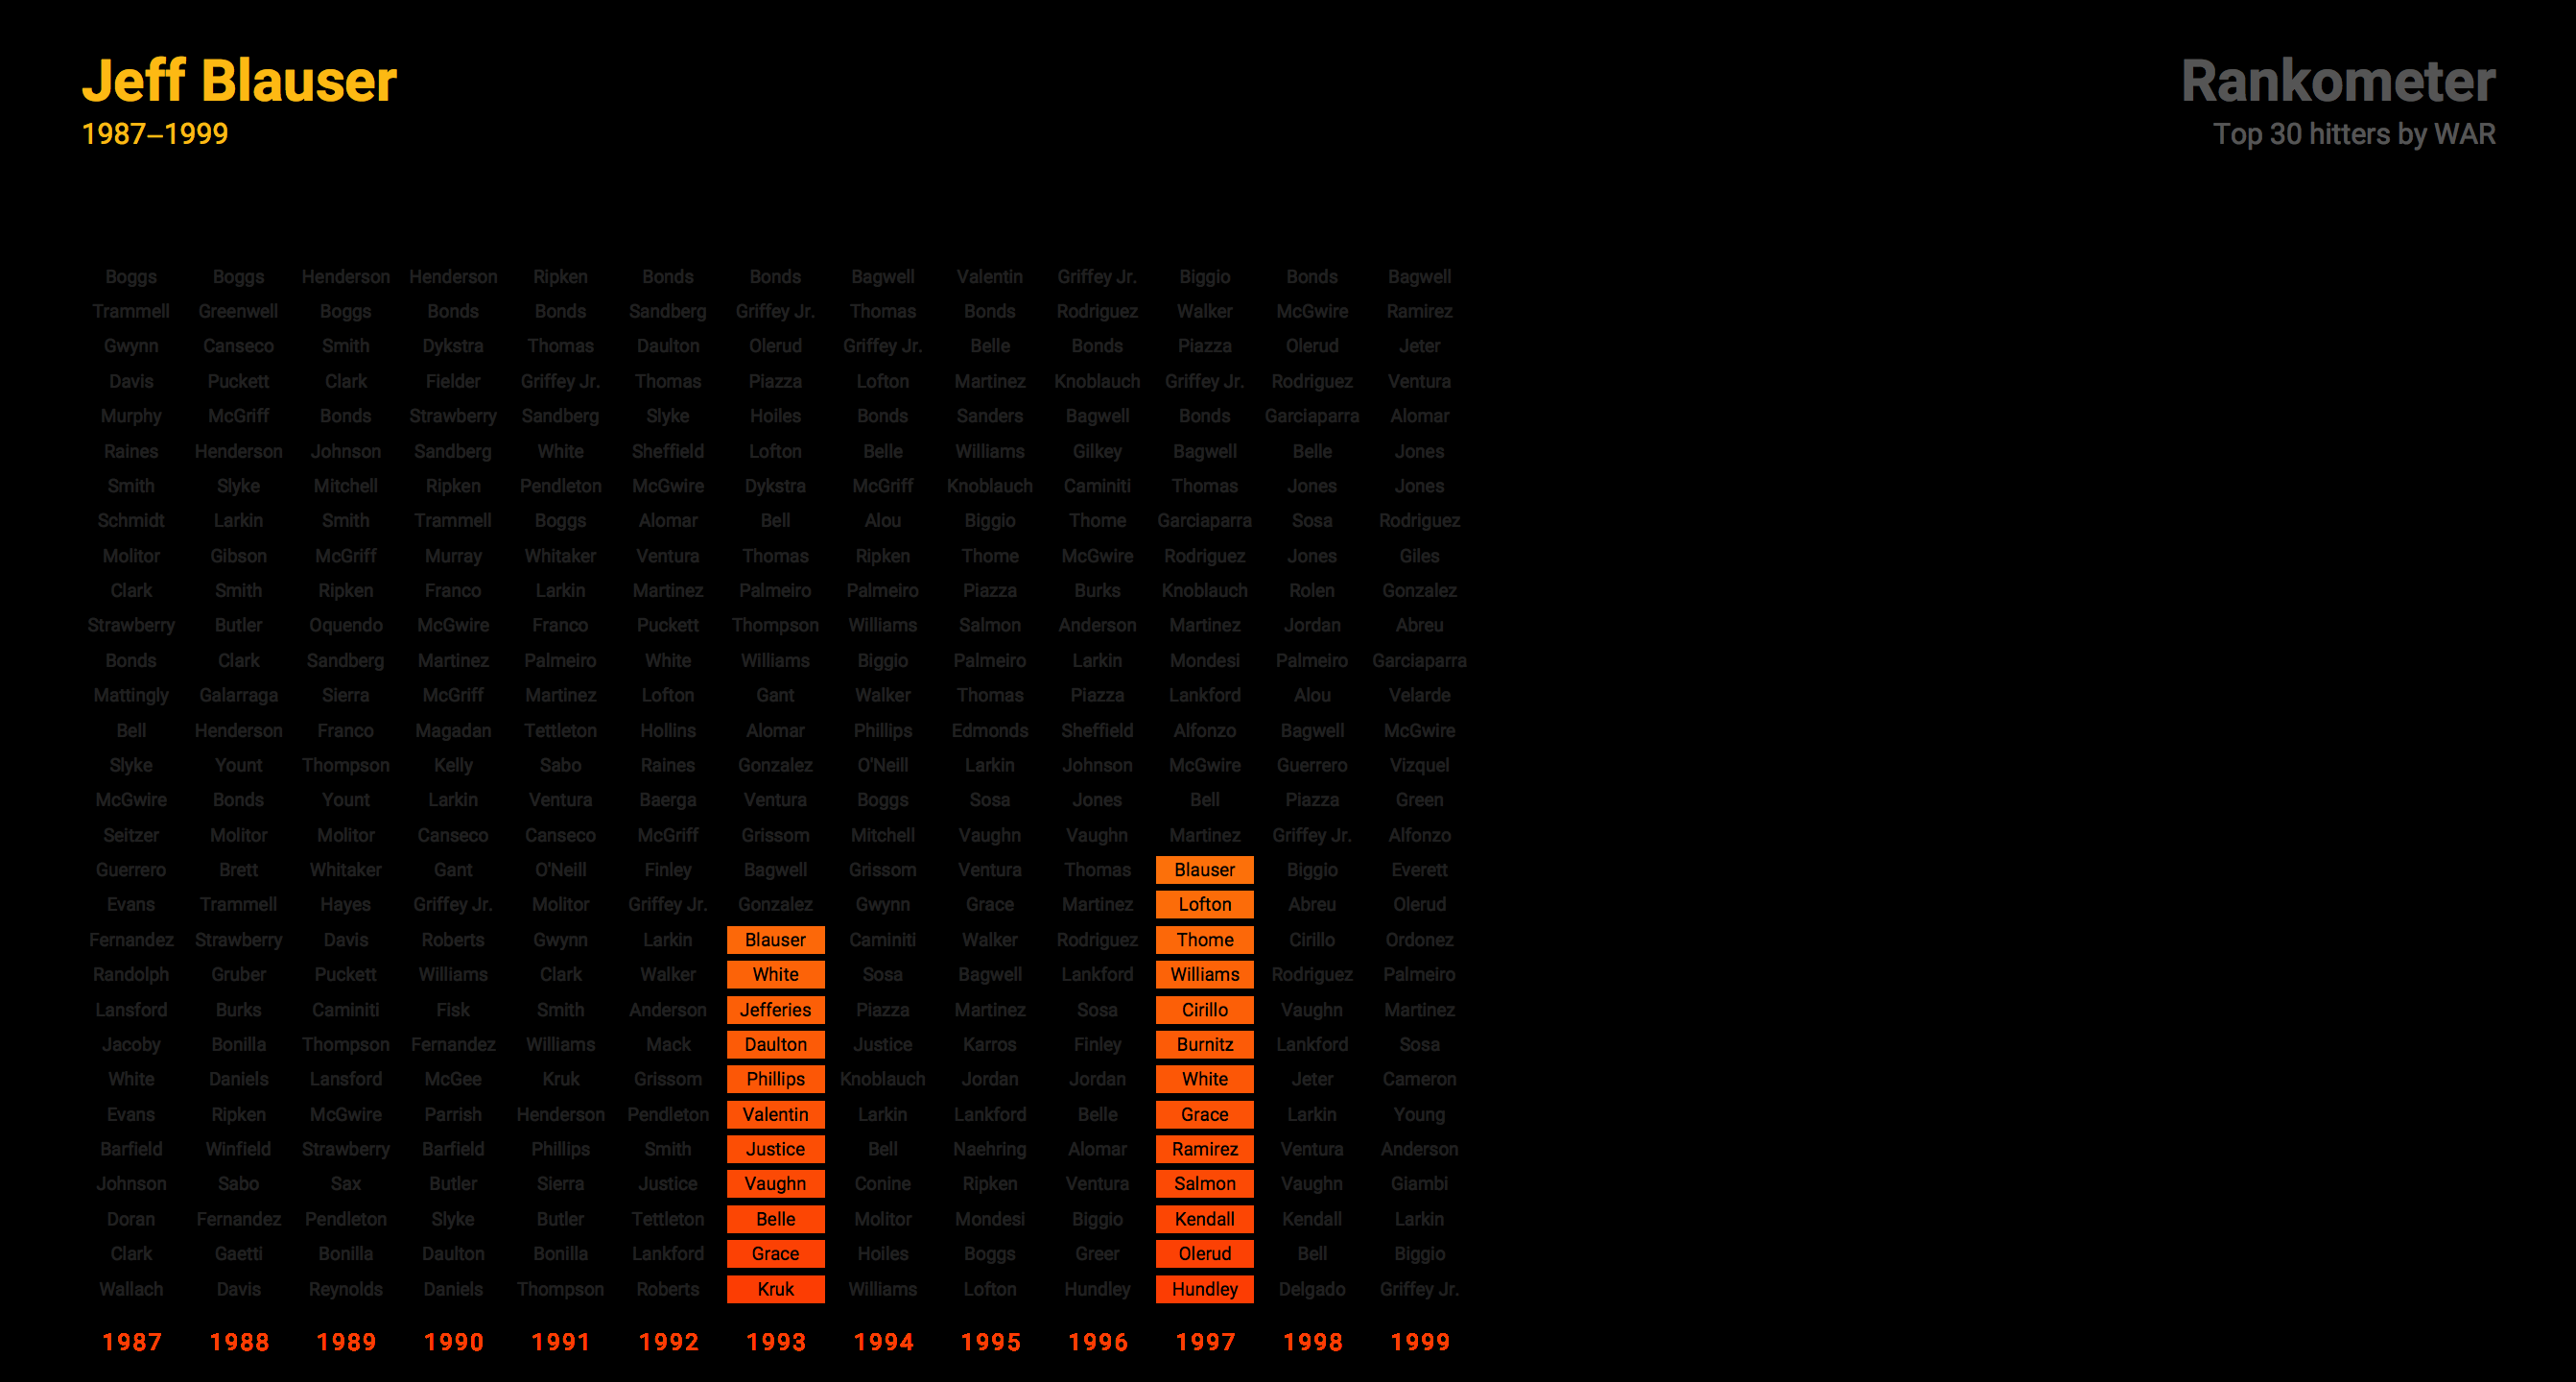 Jeff Blauser
1987–1999
Rankometer
Top 30 hitters by WAR
Boggs Boggs Henderson Henderson Ripken Bonds Bonds Bagwell Valentin Griffey Jr. Biggio Bonds Bagwell
Trammell Greenwell Boggs Bonds Bonds Sandberg Griffey Jr. Thomas Bonds Rodriguez Walker McGwire Ramirez
Gwynn Canseco Smith Dykstra Thomas Daulton Olerud Griffey Jr. Belle Bonds Piazza Olerud Jeter
Davis Puckett Clark Fielder Griffey Jr. Thomas Piazza Lofton Martinez Knoblauch Griffey Jr. Rodriguez Ventura
Murphy McGriff Bonds Strawberry Sandberg Slyke Hoiles Bonds Sanders Bagwell Bonds Garciaparra Alomar
Raines Henderson Johnson Sandberg White Sheffield Lofton Belle Williams Gilkey Bagwell Belle Jones
Smith Slyke Mitchell Ripken Pendleton McGwire Dykstra McGriff Knoblauch Caminiti Thomas Jones Jones
Schmidt Larkin Smith Trammell Boggs Alomar Bell Alou Biggio Thome Garciaparra Sosa Rodriguez
Molitor Gibson McGriff Murray Whitaker Ventura Thomas Ripken Thome McGwire Rodriguez Jones Giles
Clark Smith Ripken Franco Larkin Martinez Palmeiro Palmeiro Piazza Burks Knoblauch Rolen Gonzalez
Strawberry Butler Oquendo McGwire Franco Puckett Thompson Williams Salmon Anderson Martinez Jordan Abreu
Bonds Clark Sandberg Martinez Palmeiro White Williams Biggio Palmeiro Larkin Mondesi Palmeiro Garciaparra
Mattingly Galarraga Sierra McGriff Martinez Lofton Gant Walker Thomas Piazza Lankford Alou Velarde
Bell Henderson Franco Magadan Tettleton Hollins Alomar Phillips Edmonds Sheffield Alfonzo Bagwell McGwire
Slyke Yount Thompson Kelly Sabo Raines Gonzalez O'Neill Larkin Johnson McGwire Guerrero Vizquel
McGwire Bonds Yount Larkin Ventura Baerga Ventura Boggs Sosa Jones Bell Piazza Green
Seitzer Molitor Molitor Canseco Canseco McGriff Grissom Mitchell Vaughn Vaughn Martinez Griffey Jr. Alfonzo
Guerrero Brett Whitaker Gant O'Neill Finley Bagwell Grissom Ventura Thomas Blauser Biggio Everett
Evans Trammell Hayes Griffey Jr. Molitor Griffey Jr. Gonzalez Gwynn Grace Martinez Lofton Abreu Olerud
Fernandez Strawberry Davis Roberts Gwynn Larkin Blauser Caminiti Walker Rodriguez Thome Cirillo Ordonez
Randolph Gruber Puckett Williams Clark Walker White Sosa Bagwell Lankford Williams Rodriguez Palmeiro
Lansford Burks Caminiti Fisk Smith Anderson Jefferies Piazza Martinez Sosa Cirillo Vaughn Martinez
Jacoby Bonilla Thompson Fernandez Williams Mack Daulton Justice Karros Finley Burnitz Lankford Sosa
White Daniels Lansford McGee Kruk Grissom Phillips Knoblauch Jordan Jordan White Jeter Cameron
Evans Ripken McGwire Parrish Henderson Pendleton Valentin Larkin Lankford Belle Grace Larkin Young
Barfield Winfield Strawberry Barfield Phillips Smith Justice Bell Naehring Alomar Ramirez Ventura Anderson
Johnson Sabo Sax Butler Sierra Justice Vaughn Conine Ripken Ventura Salmon Vaughn Giambi
Doran Fernandez Pendleton Slyke Butler Tettleton Belle Molitor Mondesi Biggio Kendall Kendall Larkin
Clark Gaetti Bonilla Daulton Bonilla Lankford Grace Hoiles Boggs Greer Olerud Bell Biggio
Wallach Davis Reynolds Daniels Thompson Roberts Kruk Williams Lofton Hundley Hundley Delgado Griffey Jr.
1987 1988 1989 1990 1991 1992 1993 1994 1995 1996 1997 1998 1999